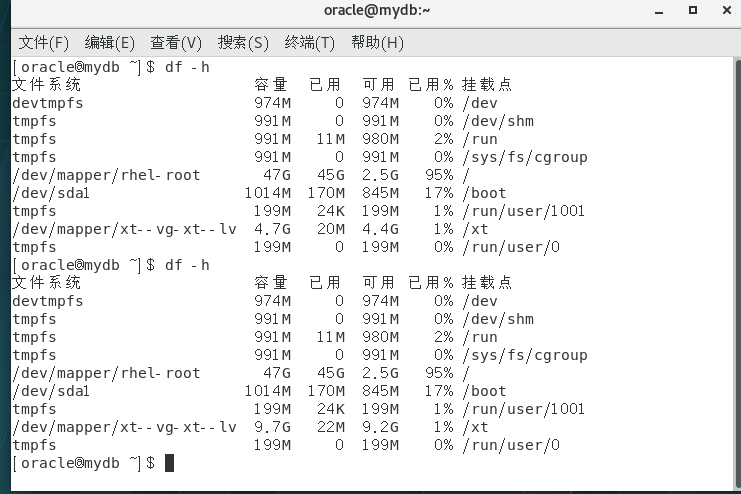 oracle@mydb:~
文件(F) 编辑(E) 查看(V) 搜索(S) 终端(T) 帮助(H)
[oracle@mydb ~]$ df -h
文件系统 容量 已用 可用 已用% 挂载点
devtmpfs 974M 0 974M 0% /dev
tmpfs 991M 0 991M 0% /dev/shm
tmpfs 991M 11M 980M 2% /run
tmpfs 991M 0 991M 0% /sys/fs/cgroup
/dev/mapper/rhel-root 47G 45G 2.5G 95% /
/dev/sda1 1014M 170M 845M 17% /boot
tmpfs 199M 24K 199M 1% /run/user/1001
/dev/mapper/xt--vg-xt--lv 4.7G 20M 4.4G 1% /xt
tmpfs 199M 0 199M 0% /run/user/0
[oracle@mydb ~]$ df -h
文件系统 容量 已用 可用 已用% 挂载点
devtmpfs 974M 0 974M 0% /dev
tmpfs 991M 0 991M 0% /dev/shm
tmpfs 991M 11M 980M 2% /run
tmpfs 991M 0 991M 0% /sys/fs/cgroup
/dev/mapper/rhel-root 47G 45G 2.5G 95% /
/dev/sda1 1014M 170M 845M 17% /boot
tmpfs 199M 24K 199M 1% /run/user/1001
/dev/mapper/xt--vg-xt--lv 9.7G 22M 9.2G 1% /xt
tmpfs 199M 0 199M 0% /run/user/0
[oracle@mydb ~]$